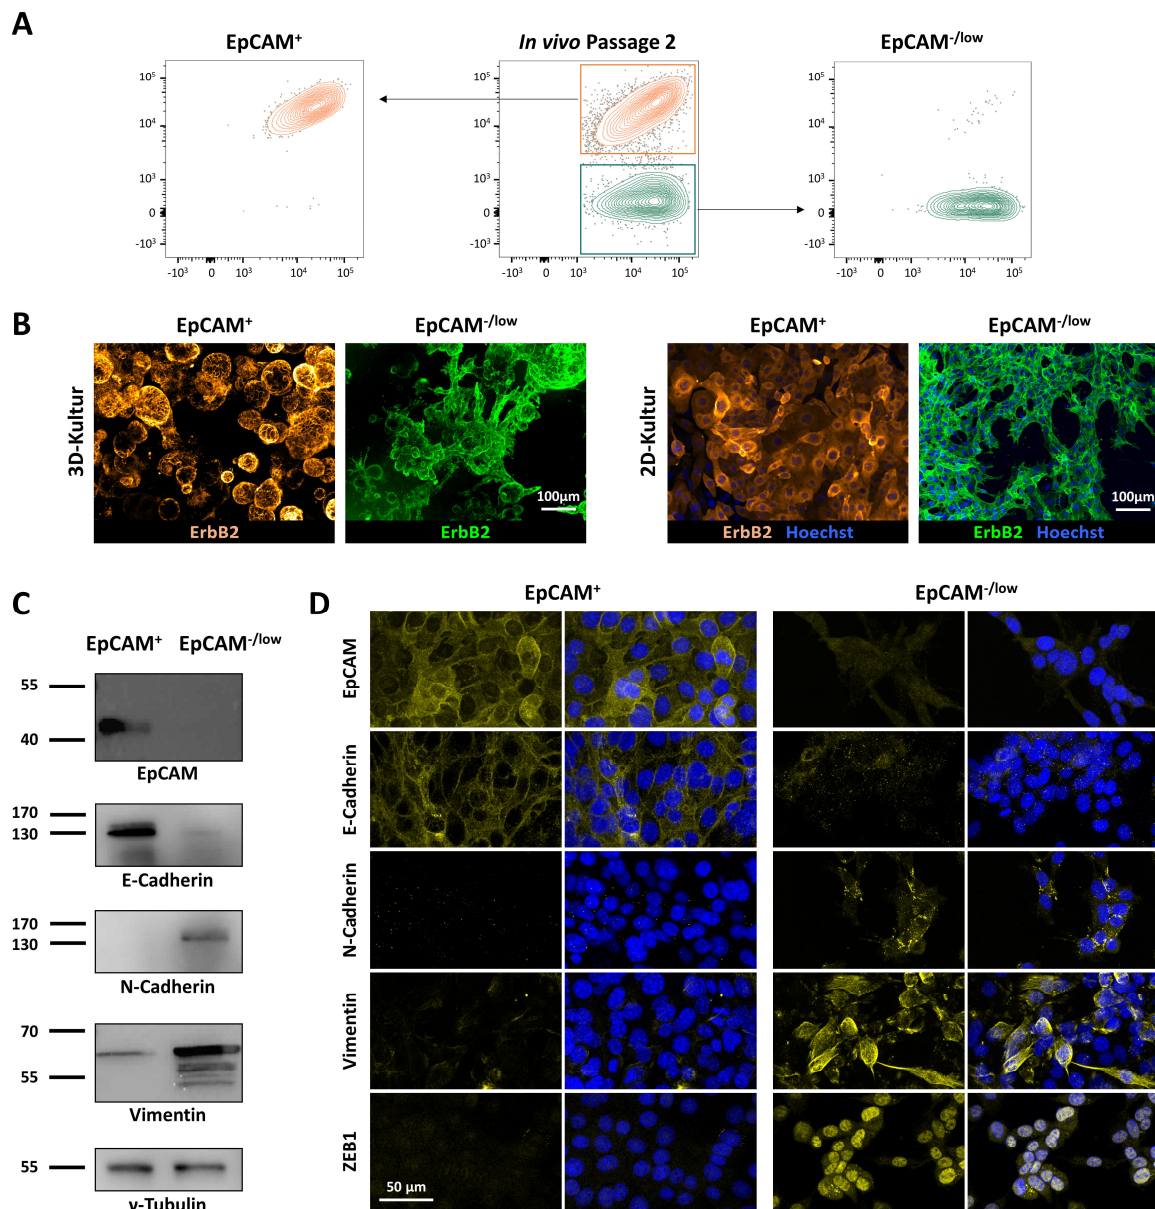 A
EpCAM+
In vivo Passage 2
EpCAM-/low
10⁵
10⁴
10³
0
-10³
-10³ 0 10³ 10⁴ 10⁵
10⁵
10⁴
10³
0
-10³
-10³ 0 10³ 10⁴ 10⁵
10⁵
10⁴
10³
0
-10³
-10³ 0 10³ 10⁴ 10⁵
B
EpCAM+
EpCAM-/low
EpCAM+
EpCAM-/low
3D-Kultur
100µm
ErbB2
ErbB2
2D-Kultur
100µm
ErbB2 Hoechst
ErbB2 Hoechst
C
EpCAM+ EpCAM-/low
55
40
EpCAM
170
130
E-Cadherin
170
130
N-Cadherin
70
55
Vimentin
55
γ-Tubulin
D
EpCAM+
EpCAM-/low
EpCAM
E-Cadherin
N-Cadherin
Vimentin
ZEB1
50 µm